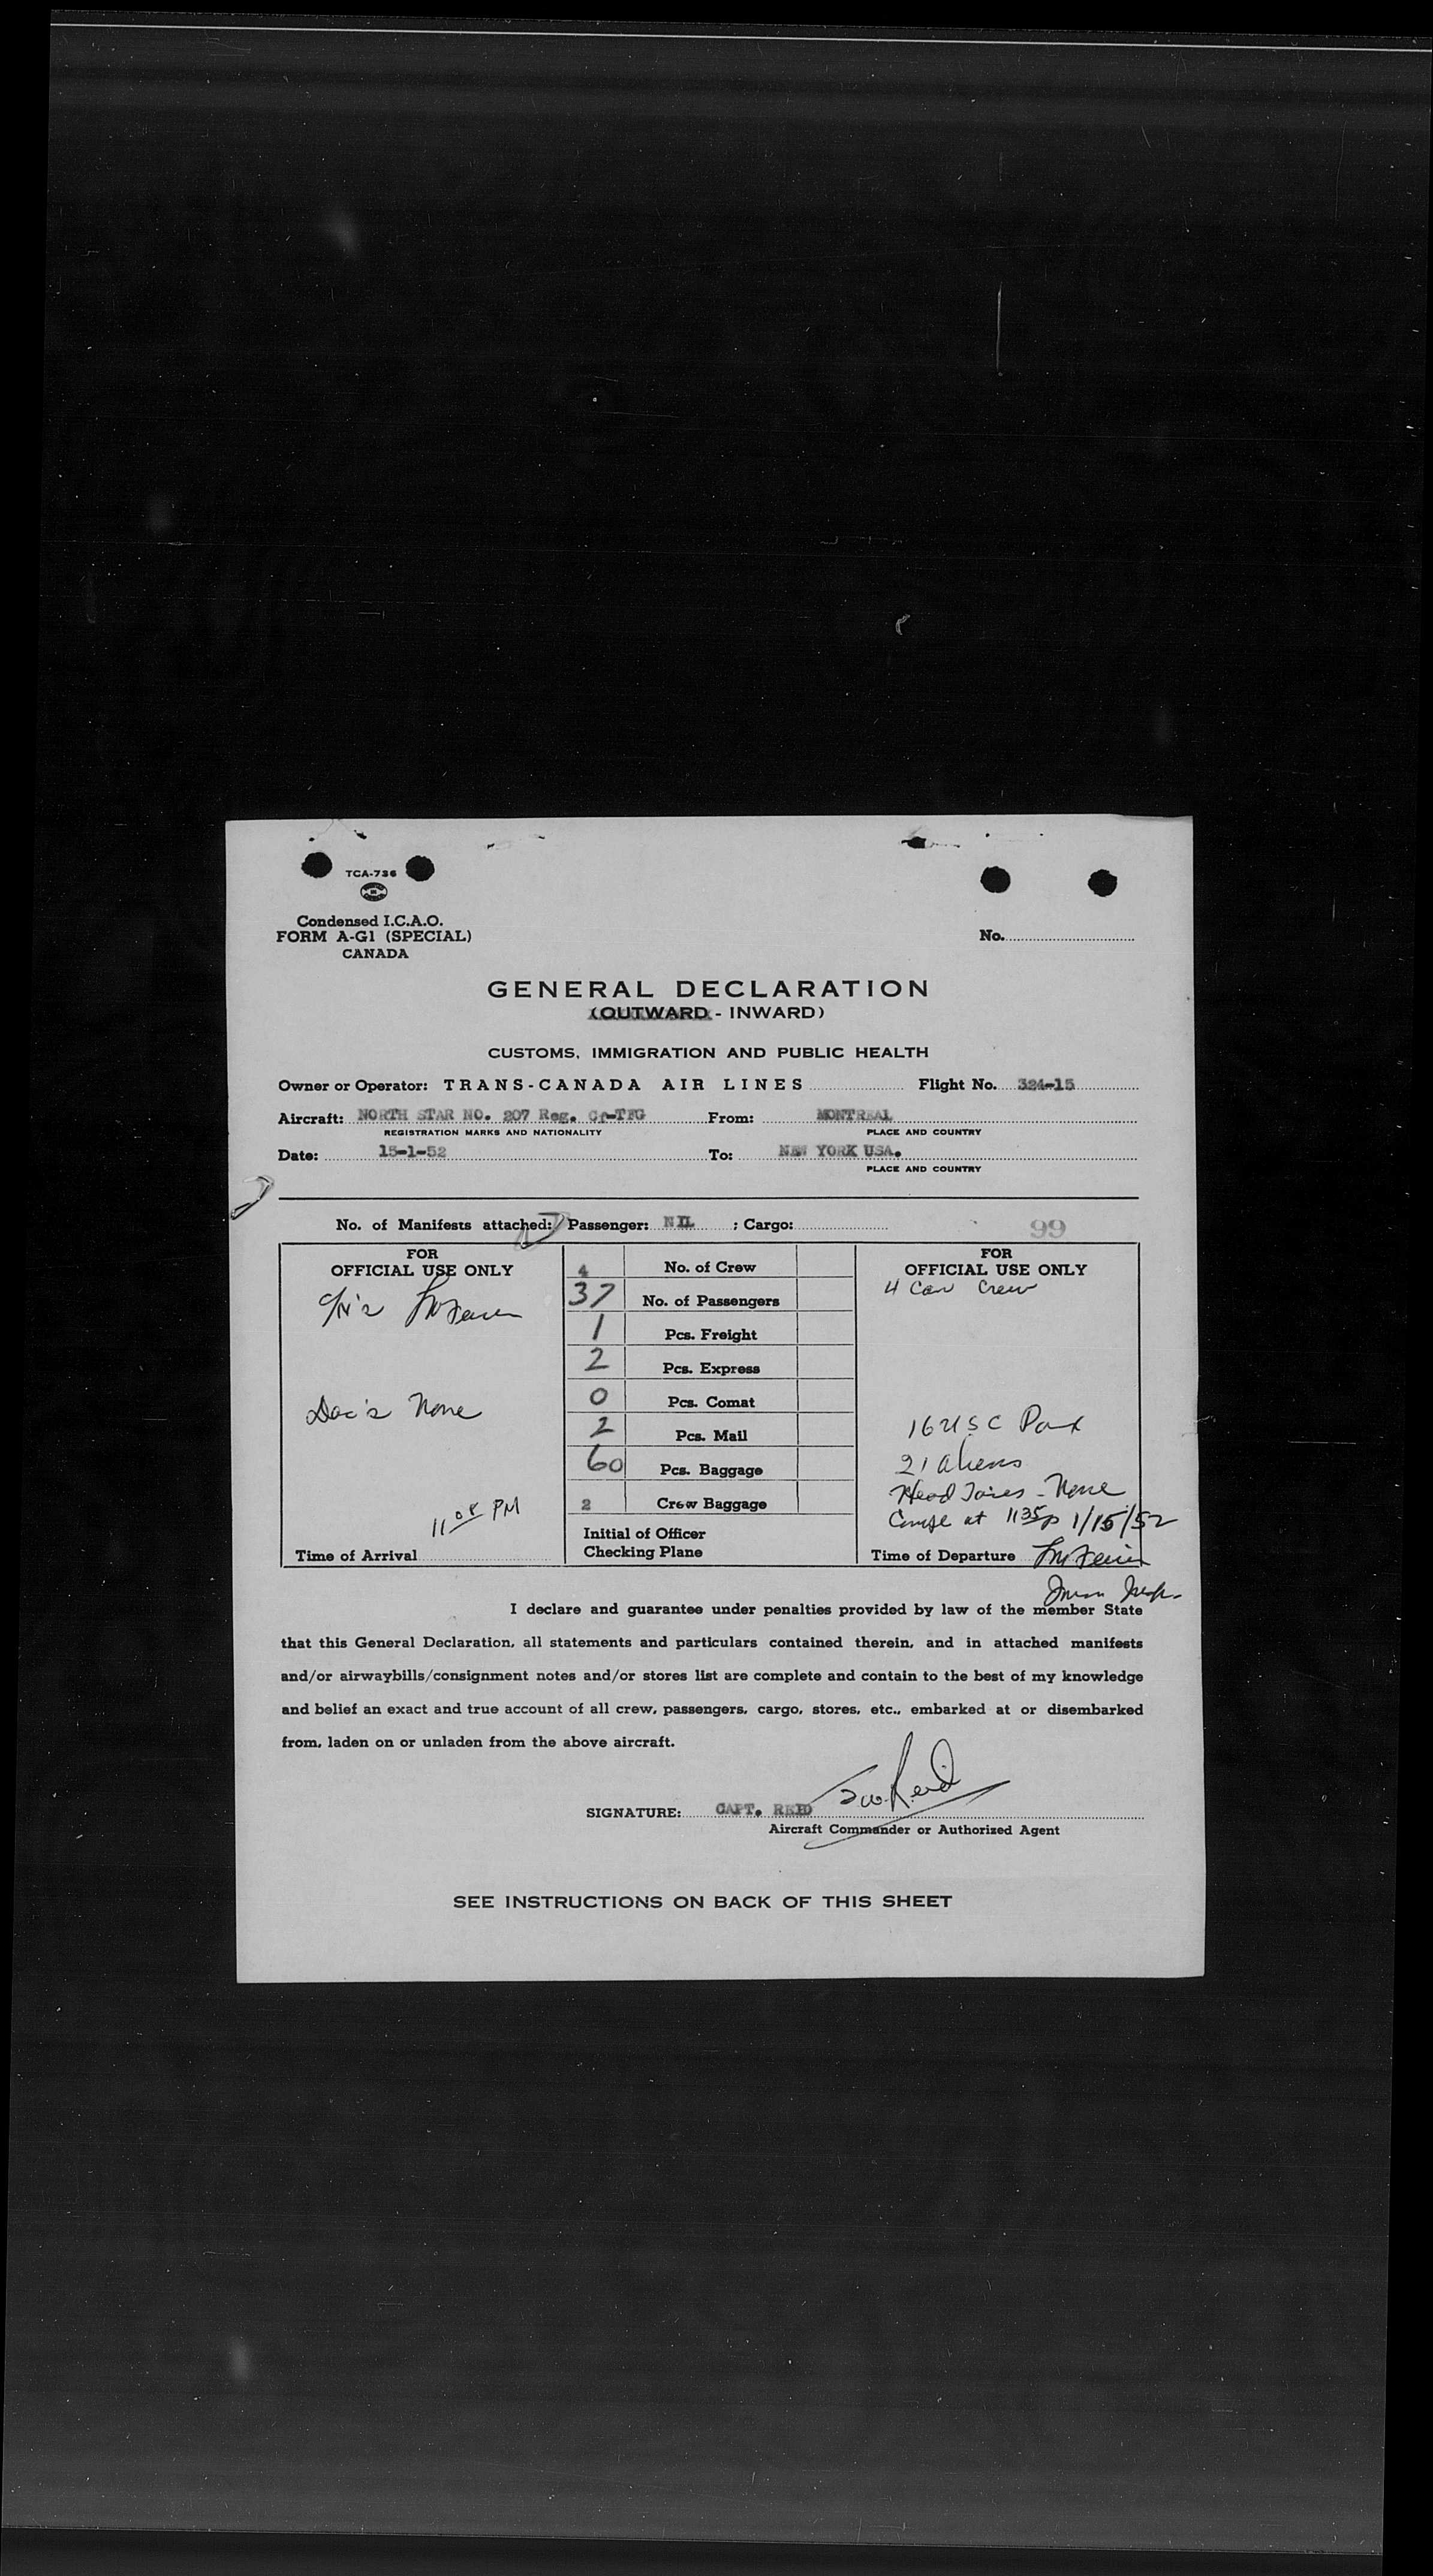 TCA-736
Condensed I.C.A.O.
FORM A-G1 (SPECIAL)
CANADA
No.
GENERAL DECLARATION
(OUTWARD - INWARD)
CUSTOMS, IMMIGRATION AND PUBLIC HEALTH
Owner or Operator: TRANS-CANADA AIR LINES Flight No. 324-15
Aircraft: NORTH STAR NO. 207 Reg. CF-TFG From: MONTREAL
REGISTRATION MARKS AND NATIONALITY PLACE AND COUNTRY
Date: 15-1-52 To: NEW YORK USA.
PLACE AND COUNTRY
No. of Manifests attached: Passenger: NIL ; Cargo:
99
FOR
OFFICIAL USE ONLY
Doc's None
11 08 PM
Time of Arrival
4 No. of Crew
37 No. of Passengers
1 Pcs. Freight
2 Pcs. Express
0 Pcs. Comat
2 Pcs. Mail
60 Pcs. Baggage
2 Crew Baggage
Initial of Officer
Checking Plane
FOR
OFFICIAL USE ONLY
4 Can Crew
16 USC
21 aliens
Head Taxes - None
at 1135p 1/15/52
Time of Departure
I declare and guarantee under penalties provided by law of the member State
that this General Declaration, all statements and particulars contained therein, and in attached manifests
and/or airwaybills/consignment notes and/or stores list are complete and contain to the best of my knowledge
and belief an exact and true account of all crew, passengers, cargo, stores, etc., embarked at or disembarked
from, laden on or unladen from the above aircraft.
SIGNATURE: CAPT. REID Reid
Aircraft Commander or Authorized Agent
SEE INSTRUCTIONS ON BACK OF THIS SHEET